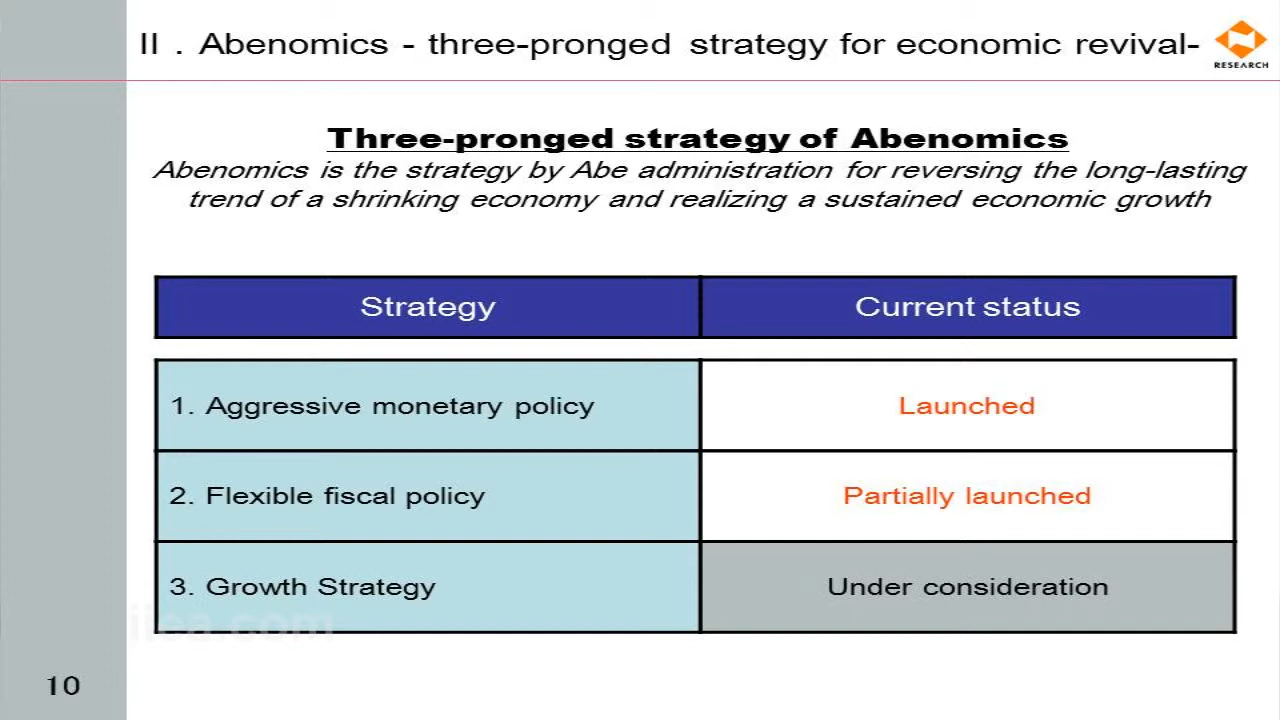 II . Abenomics - three-pronged strategy for economic revival-
RESEARCH
Three-pronged strategy of Abenomics
Abenomics is the strategy by Abe administration for reversing the long-lasting
trend of a shrinking economy and realizing a sustained economic growth
Strategy
Current status
1. Aggressive monetary policy
Launched
2. Flexible fiscal policy
Partially launched
3. Growth Strategy
Under consideration
iiea.com
10